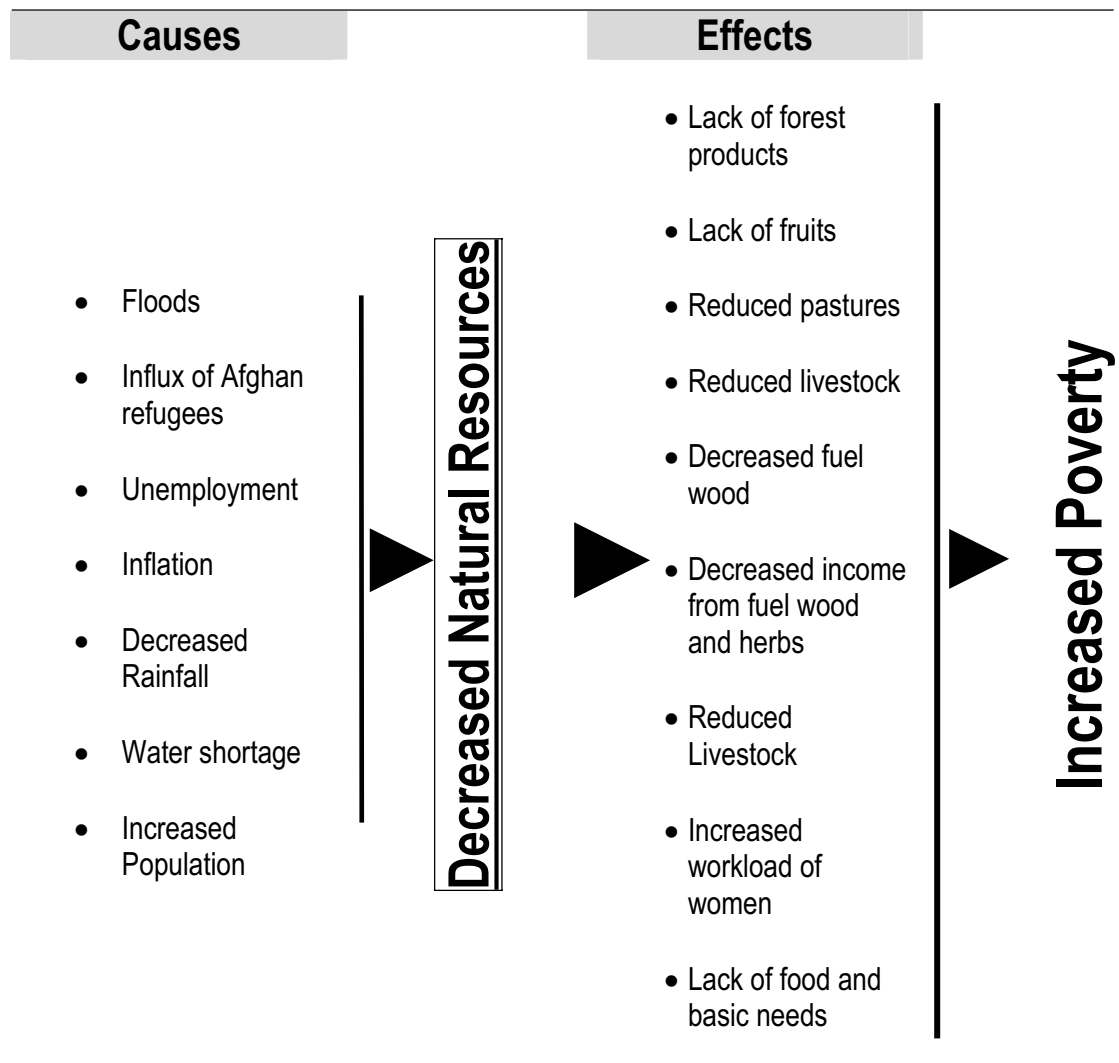 Causes
• Floods
• Influx of Afghan
refugees
• Unemployment
• Inflation
• Decreased
Rainfall
• Water shortage
• Increased
Population
Decreased Natural Resources
Effects
• Lack of forest
products
• Lack of fruits
• Reduced pastures
• Reduced livestock
• Decreased fuel
wood
• Decreased income
from fuel wood
and herbs
• Reduced
Livestock
• Increased
workload of
women
• Lack of food and
basic needs
Increased Poverty